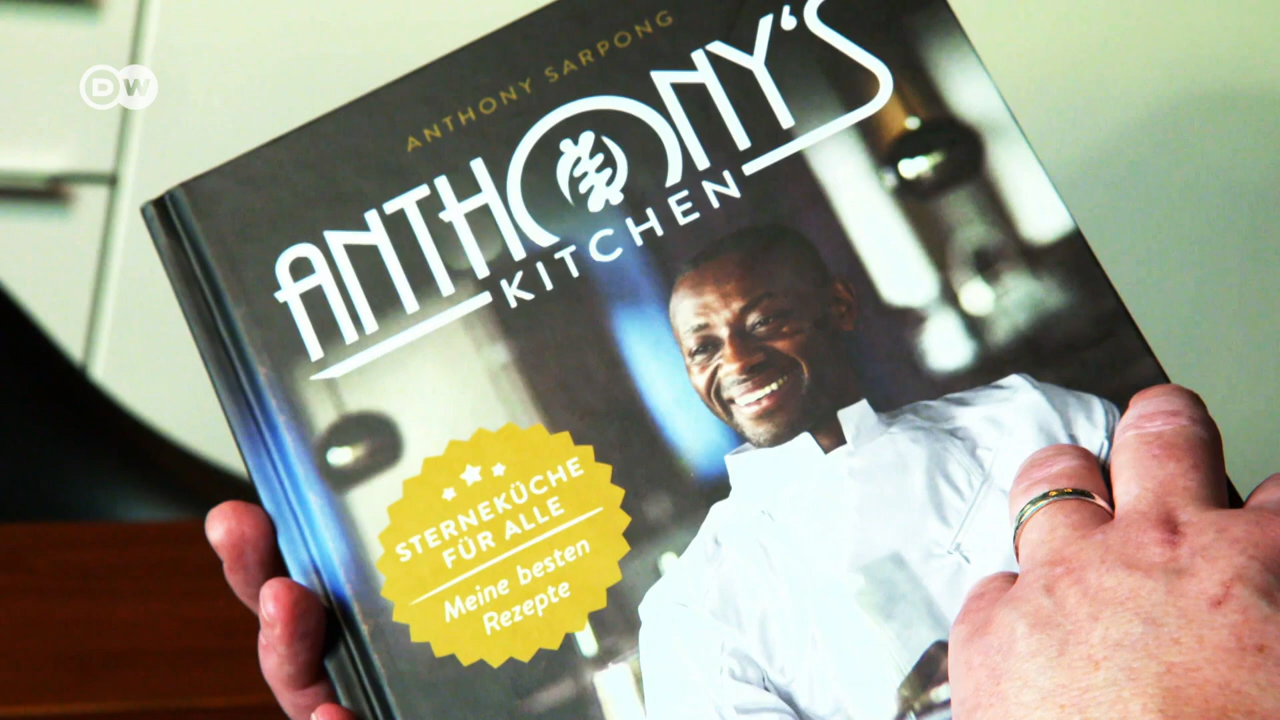 DW
ANTHONY SARPONG
ANTHONY'S
KITCHEN
STERNEKÜCHE
FÜR ALLE
Meine besten
Rezepte